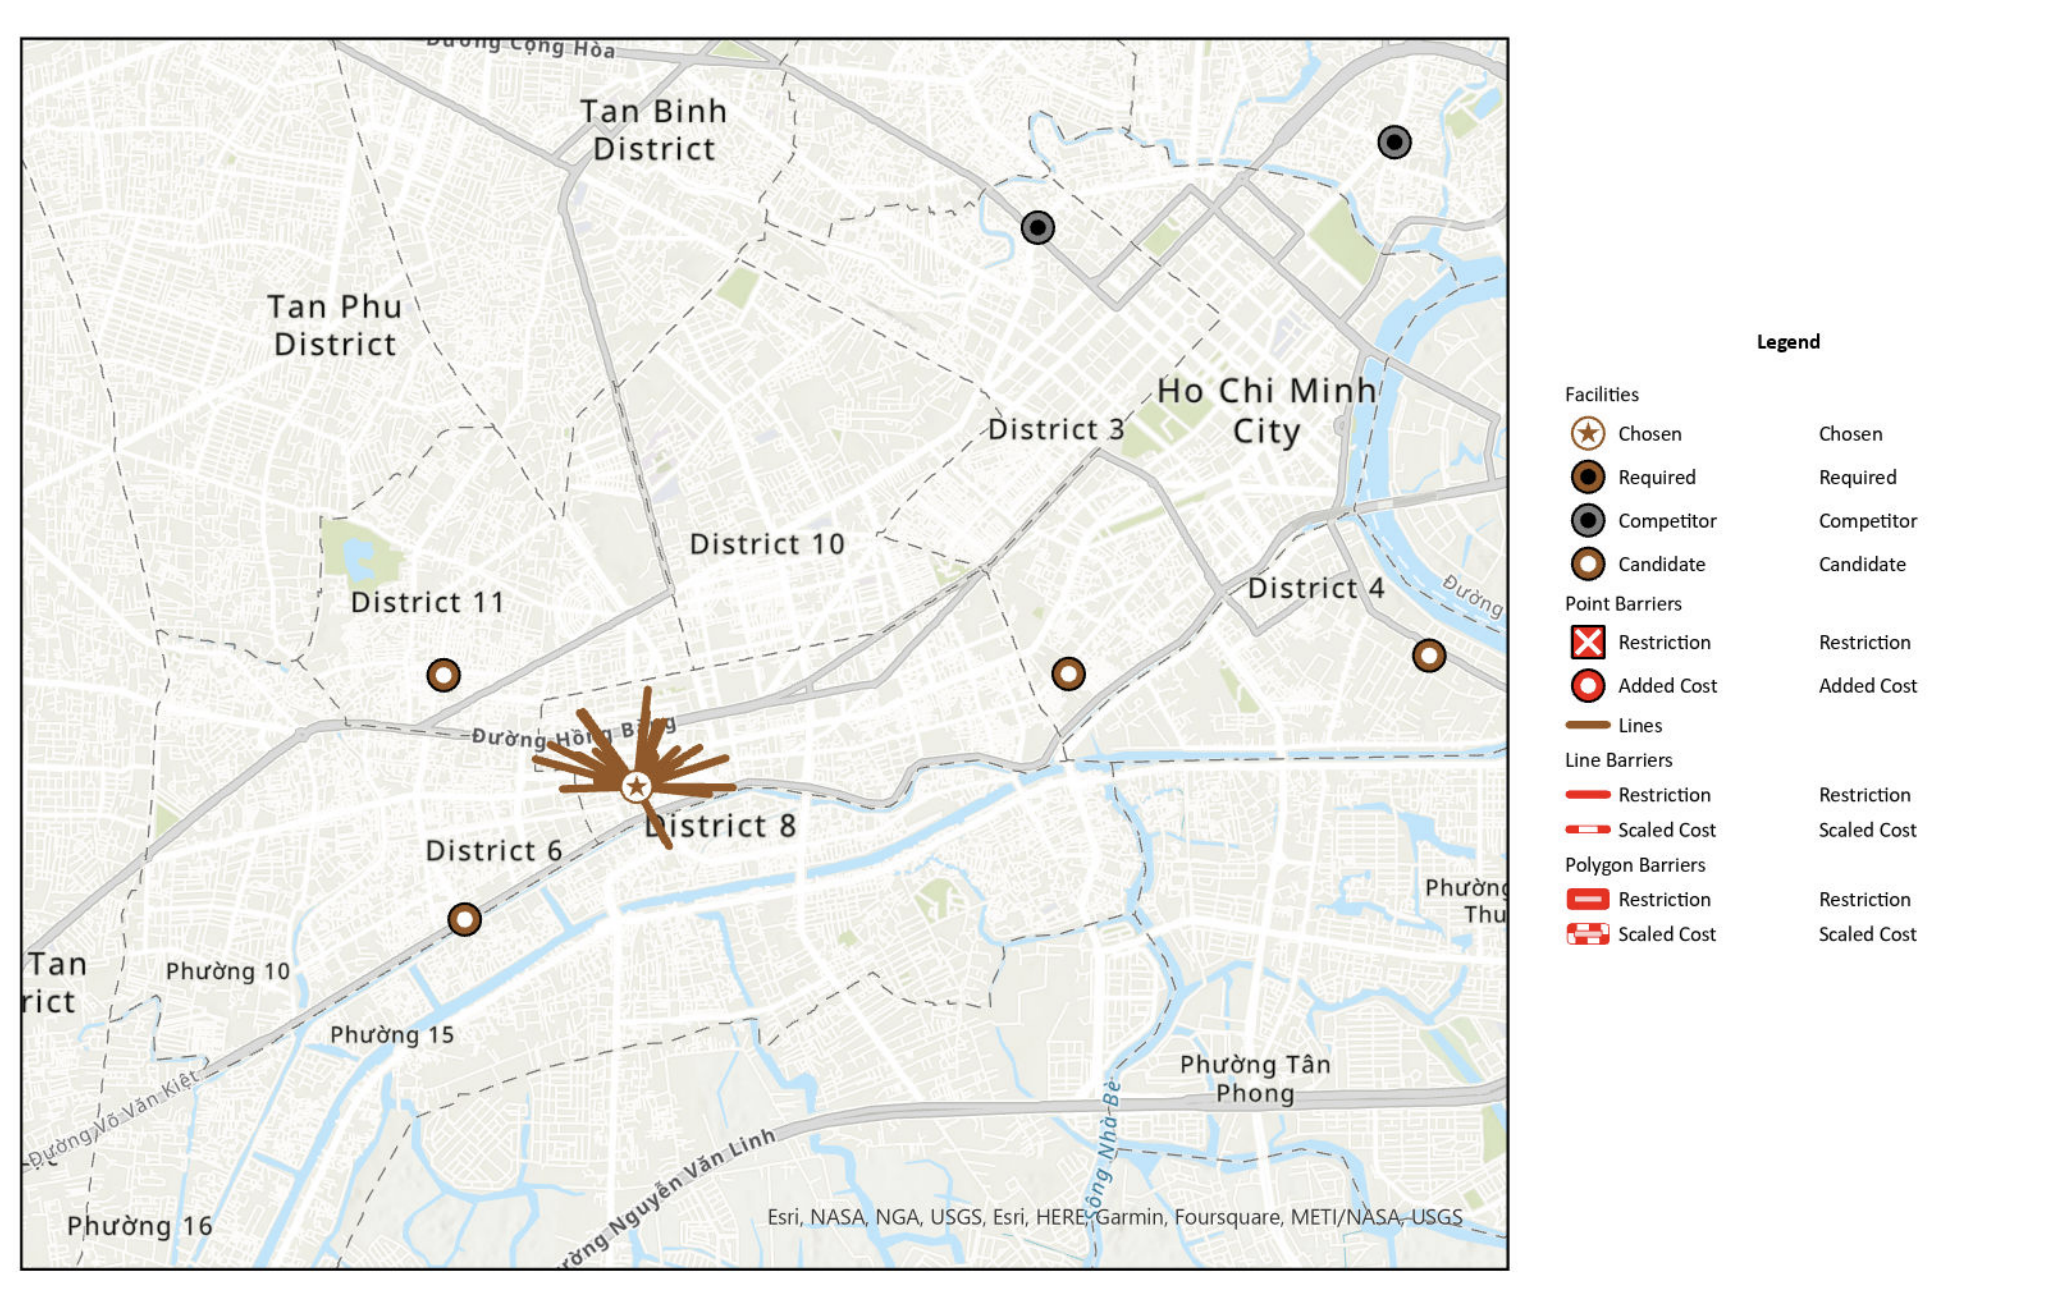 Đường Cộng Hòa
Tan Binh
District
Tan Phu
District
Ho Chi Minh
City
District 3
District 10
District 4
Đường
District 11
Đường Hồng Bàng
District 8
District 6
Phường
Thu
Tan
rict
Phường 10
Phường 15
Phường Tân
Phong
Đường Võ Văn Kiệt
Sông Nhà Bè
ường Nguyễn Văn Linh
Phường 16
Esri, NASA, NGA, USGS, Esri, HERE, Garmin, Foursquare, METI/NASA, USGS
Legend
Facilities
Chosen Chosen
Required Required
Competitor Competitor
Candidate Candidate
Point Barriers
Restriction Restriction
Added Cost Added Cost
Lines
Line Barriers
Restriction Restriction
Scaled Cost Scaled Cost
Polygon Barriers
Restriction Restriction
Scaled Cost Scaled Cost